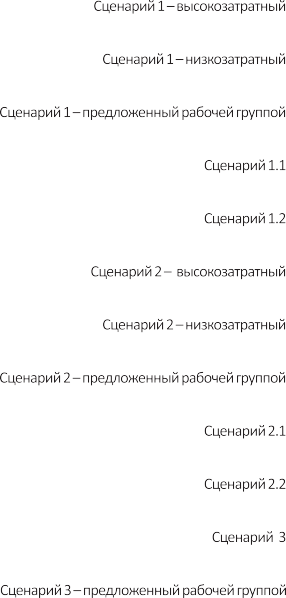 Сценарий 1 – высокозатратный
Сценарий 1 – низкозатратный
Сценарий 1 – предложенный рабочей группой
Сценарий 1.1
Сценарий 1.2
Сценарий 2 – высокозатратный
Сценарий 2 – низкозатратный
Сценарий 2 – предложенный рабочей группой
Сценарий 2.1
Сценарий 2.2
Сценарий 3
Сценарий 3 – предложенный рабочей группой